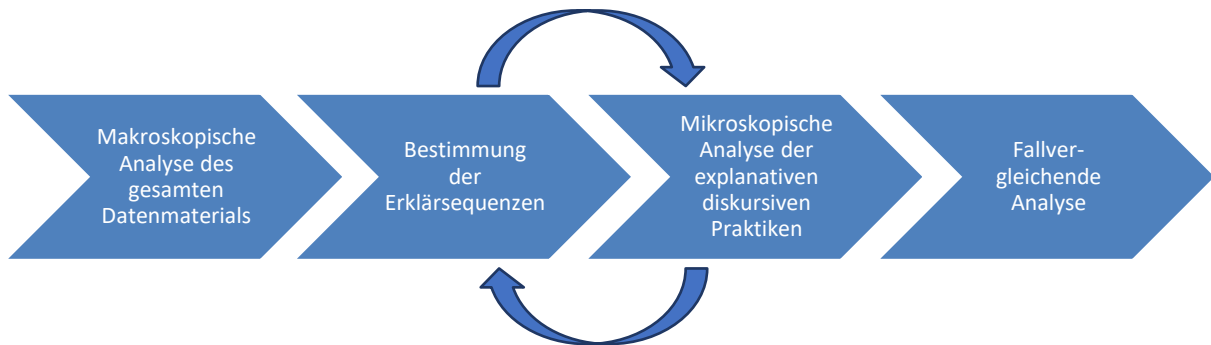 Makroskopische
Analyse des
gesamten
Datenmaterials
Bestimmung
der
Erklärsequenzen
Mikroskopische
Analyse der
explanativen
diskursiven
Praktiken
Fallver-
gleichende
Analyse